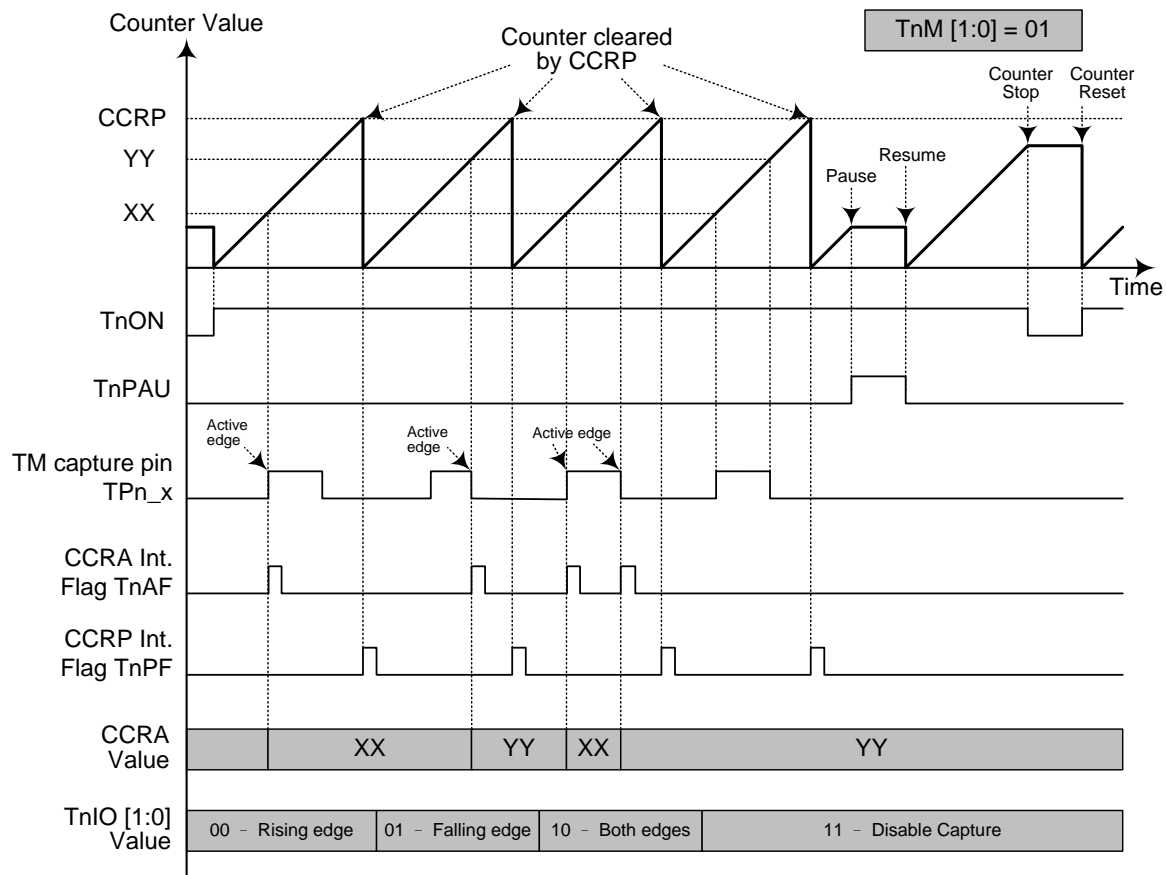 Counter Value
TnM [1:0] = 01
Counter cleared
by CCRP
Counter
Stop
Counter
Reset
CCRP
YY
XX
Pause
Resume
Time
TnON
TnPAU
Active
edge
Active
edge
Active edge
TM capture pin
TPn_x
CCRA Int.
Flag TnAF
CCRP Int.
Flag TnPF
CCRA
Value
XX
YY
XX
YY
TnIO [1:0]
Value
00 – Rising edge
01 – Falling edge
10 – Both edges
11 – Disable Capture